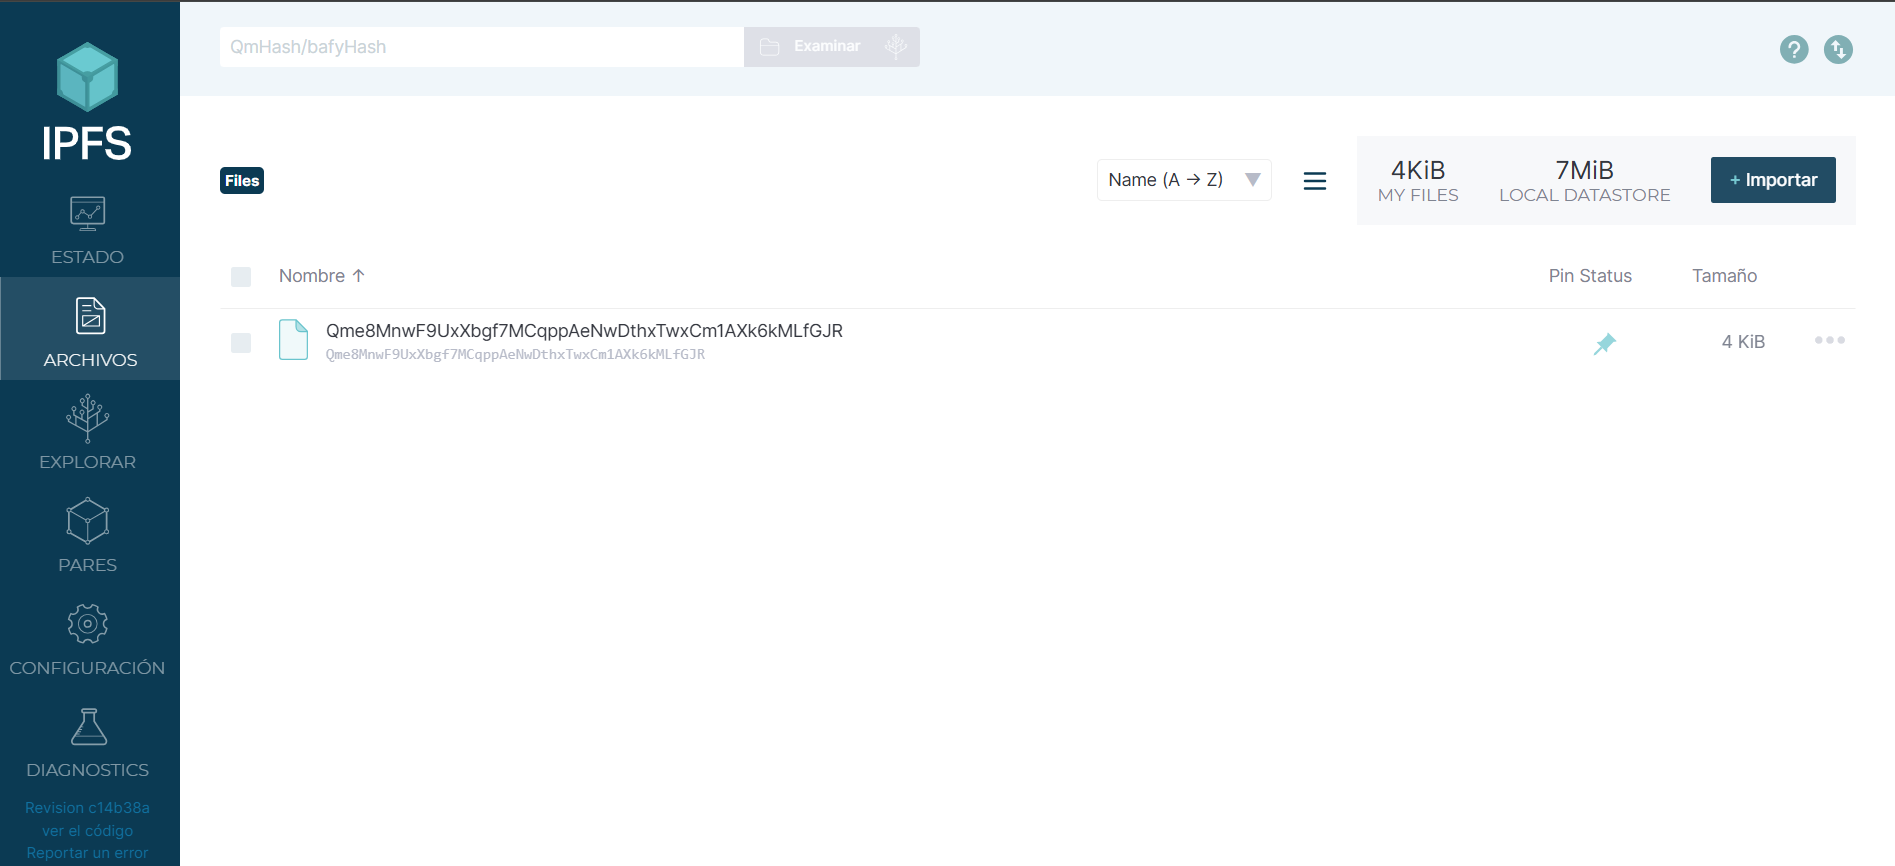 QmHash/bafyHash
Examinar
IPFS
ESTADO
ARCHIVOS
EXPLORAR
PARES
CONFIGURACIÓN
DIAGNOSTICS
Revision c14b38a
ver el código
Reportar un error
Files
Name (A → Z)
4KiB
MY FILES
7MiB
LOCAL DATASTORE
+ Importar
Nombre ↑
Pin Status
Tamaño
Qme8MnwF9UxXbgf7MCqppAeNwDthxTwxCm1AXk6kMLfGJR
Qme8MnwF9UxXbgf7MCqppAeNwDthxTwxCm1AXk6kMLfGJR
4 KiB